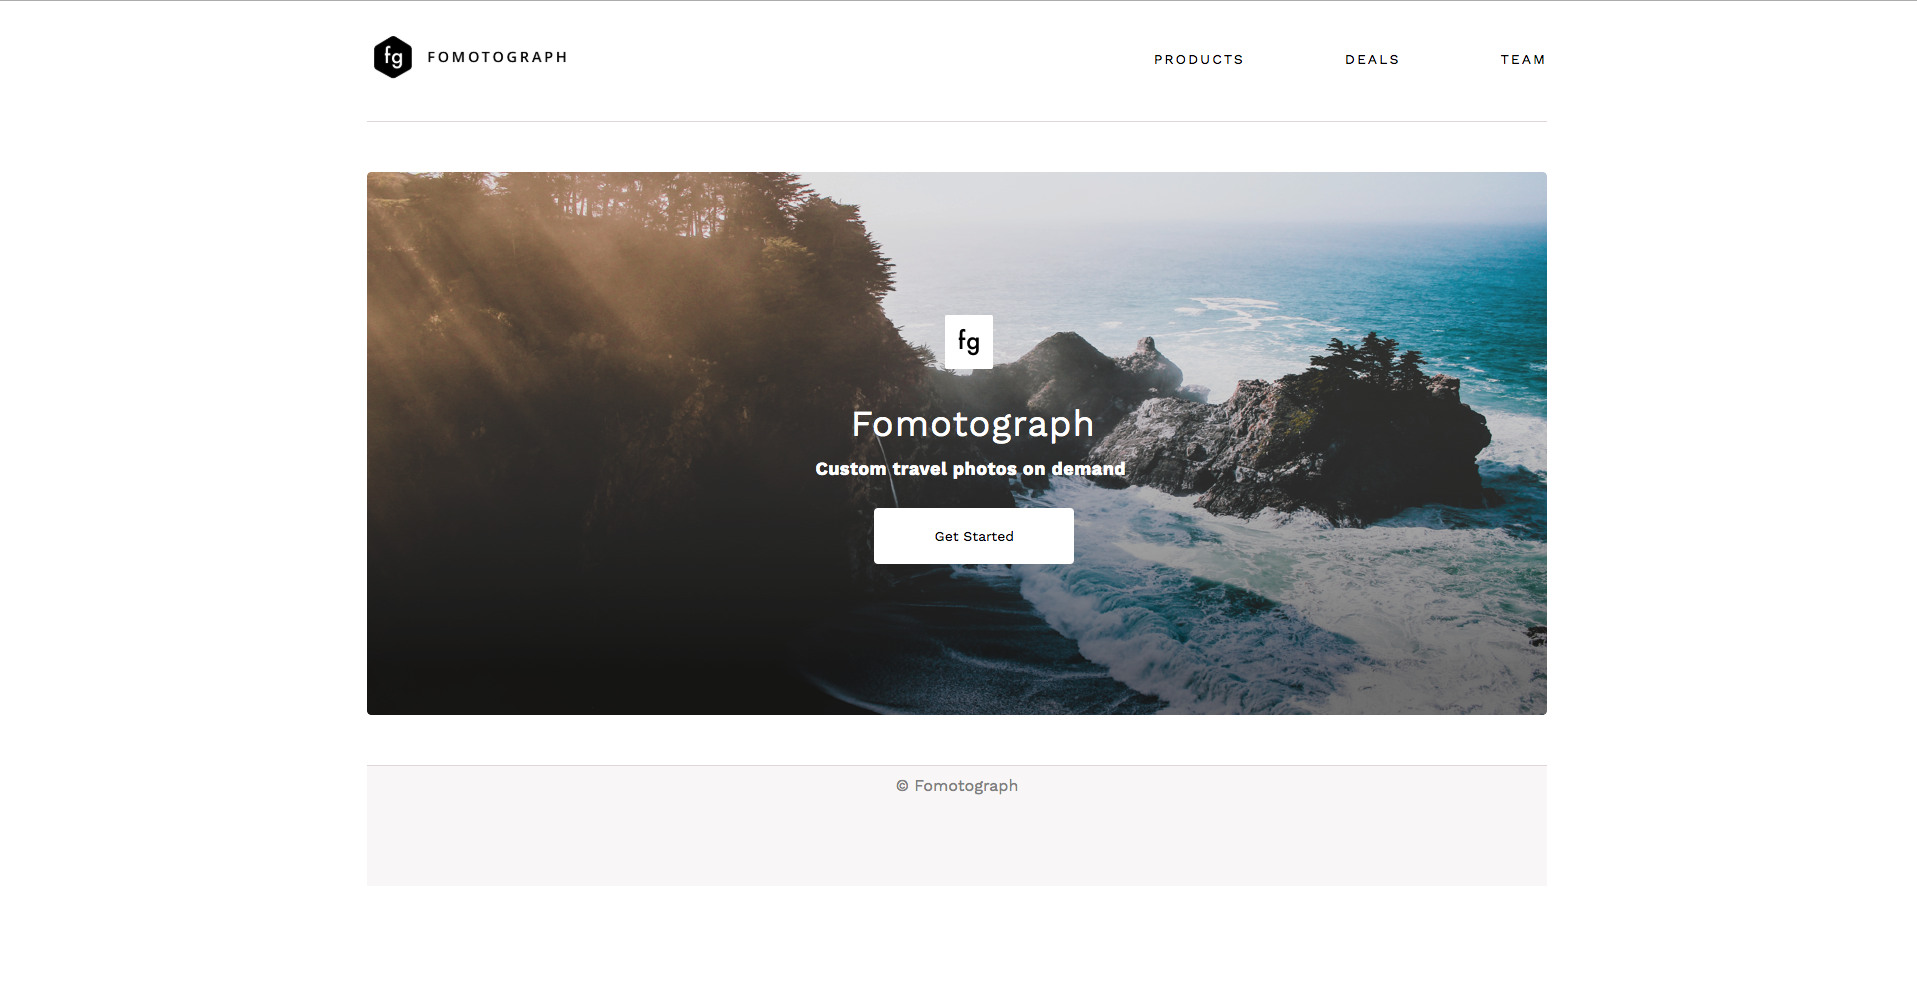 fg FOMOTOGRAPH
PRODUCTS DEALS TEAM
fg
Fomotograph
Custom travel photos on demand
Get Started
© Fomotograph